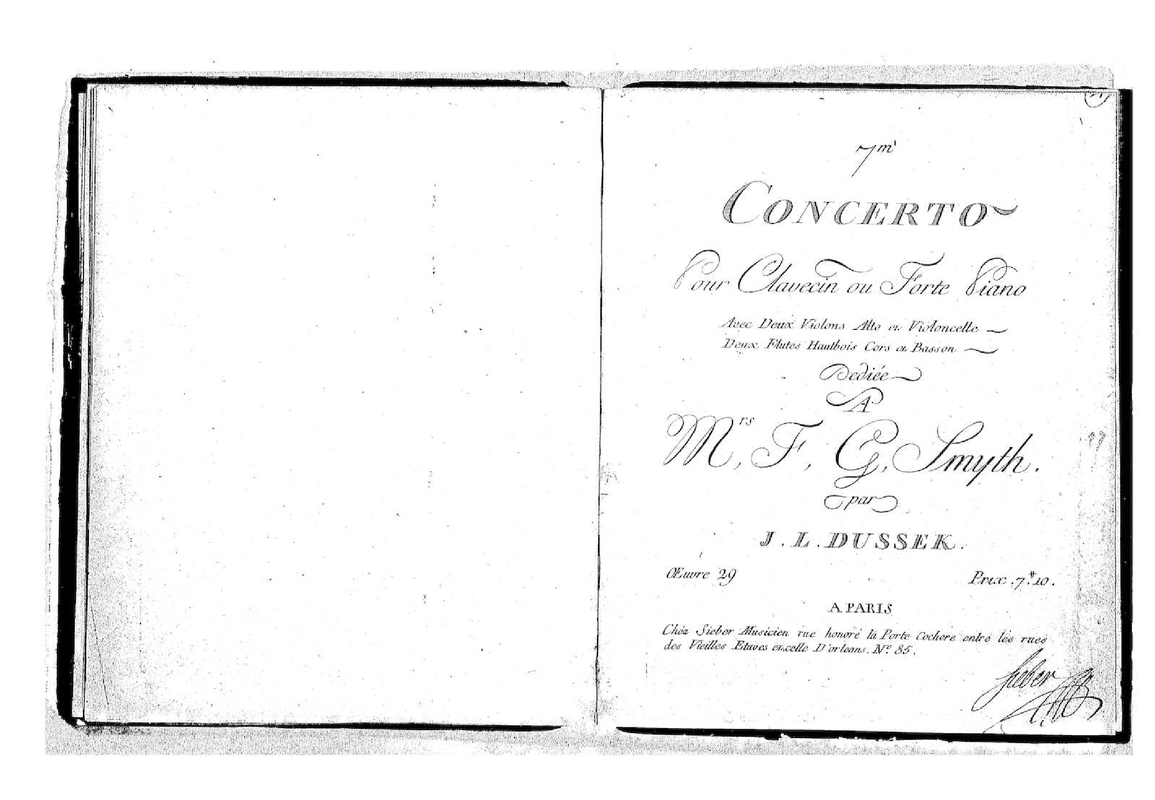 7me
CONCERTO
Pour Clavecin ou Forte Piano
Avec Deux Violons Alto et Violoncelle
Deux Flutes Hautbois Cors et Basson
Dediée
A
Mrs. F. G. Smyth.
par
J. L. DUSSEK.
Œuvre 29 Prix .7.# 10.
A PARIS
Chéz Sieber Musicien rue honoré la Porte Cochere entré les rues
des Vieilles Etuves et celle D'orleans. No 85.
Sieber